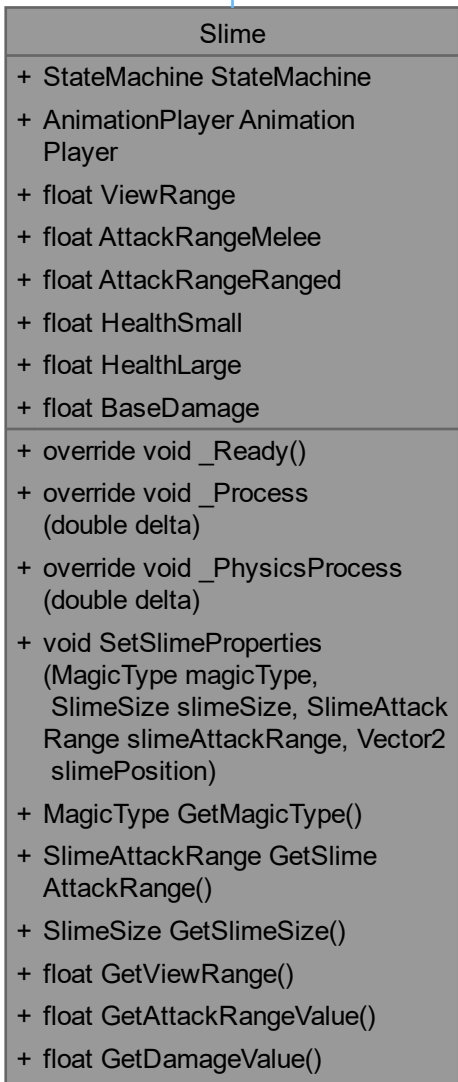 Slime
+ StateMachine StateMachine
+ AnimationPlayer Animation
Player
+ float ViewRange
+ float AttackRangeMelee
+ float AttackRangeRanged
+ float HealthSmall
+ float HealthLarge
+ float BaseDamage
+ override void _Ready()
+ override void _Process
(double delta)
+ override void _PhysicsProcess
(double delta)
+ void SetSlimeProperties
(MagicType magicType,
SlimeSize slimeSize, SlimeAttack
Range slimeAttackRange, Vector2
slimePosition)
+ MagicType GetMagicType()
+ SlimeAttackRange GetSlime
AttackRange()
+ SlimeSize GetSlimeSize()
+ float GetViewRange()
+ float GetAttackRangeValue()
+ float GetDamageValue()